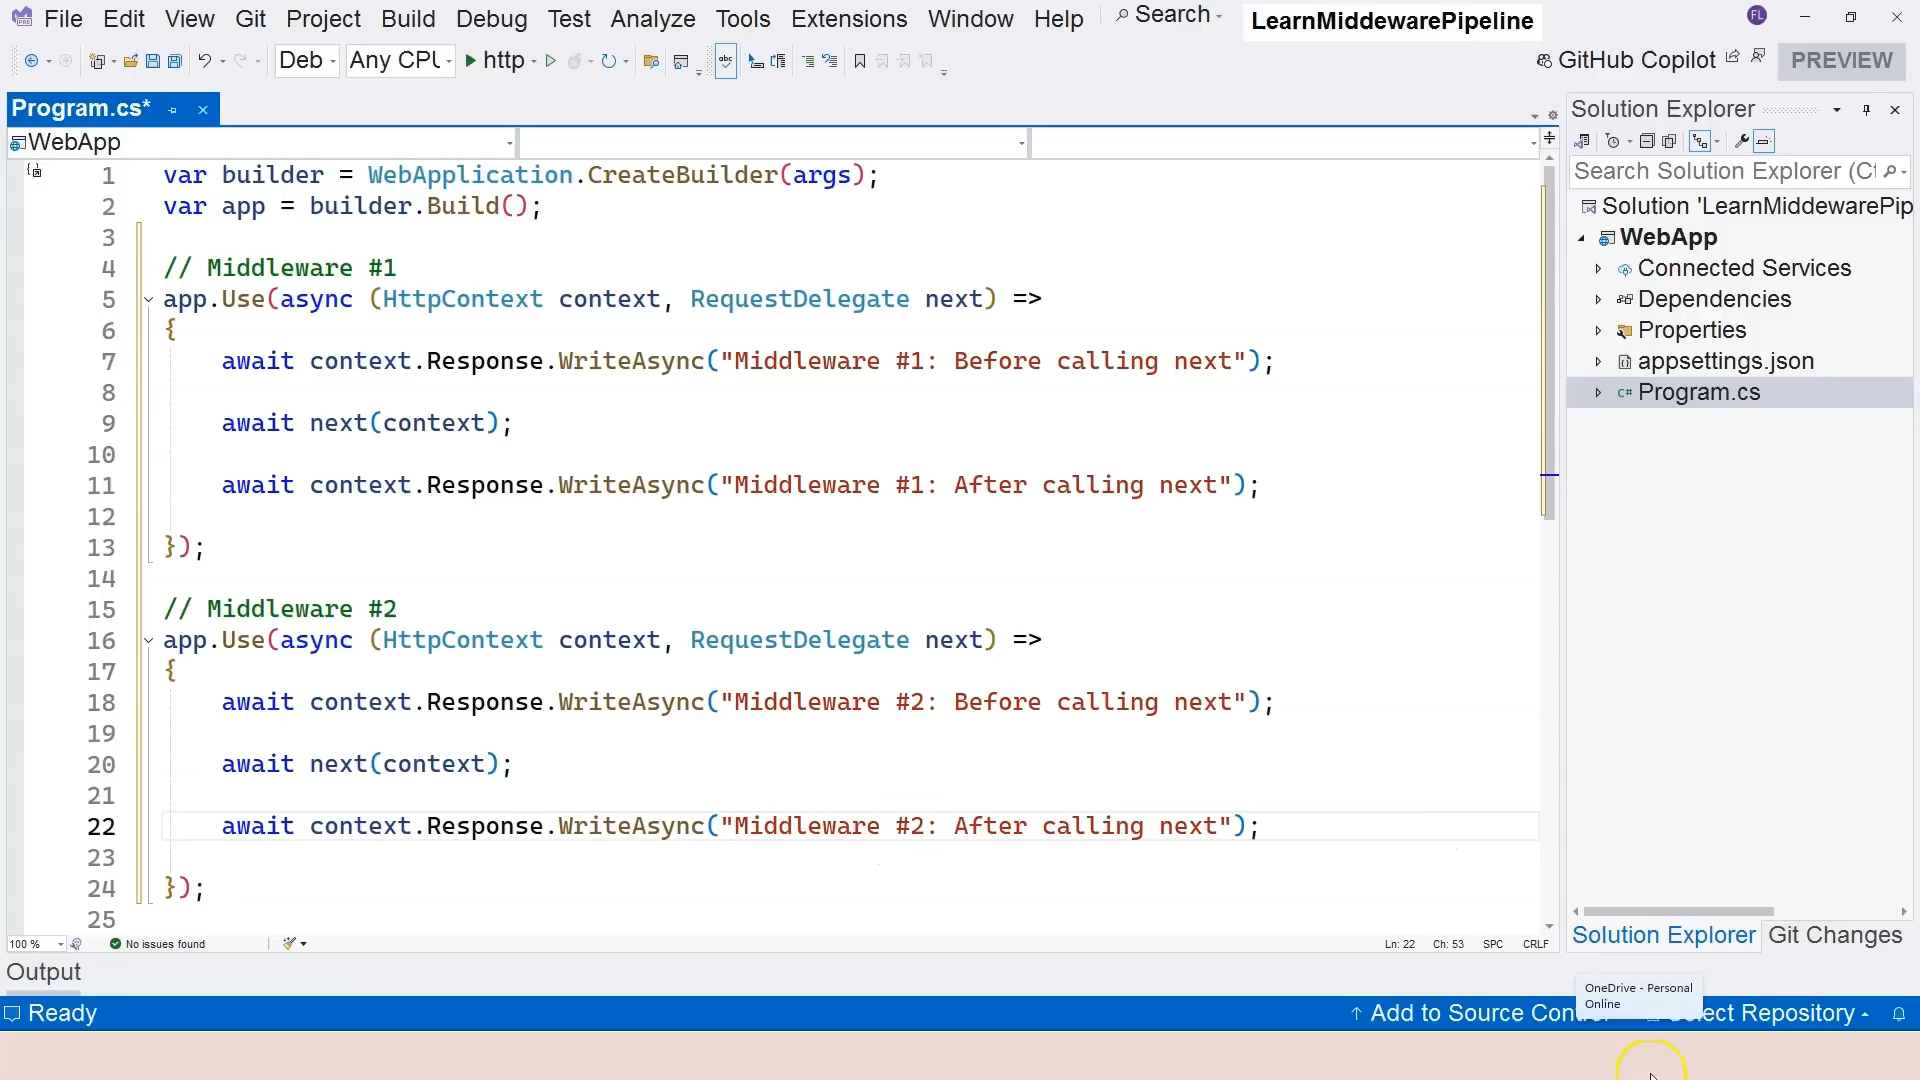 File Edit View Git Project Build Debug Test Analyze Tools Extensions Window Help Search LearnMiddewarePipeline FL
Deb Any CPU http abc GitHub Copilot PREVIEW
Program.cs*
WebApp
1 var builder = WebApplication.CreateBuilder(args);
2 var app = builder.Build();
3
4 // Middleware #1
5 app.Use(async (HttpContext context, RequestDelegate next) =>
6 {
7 await context.Response.WriteAsync("Middleware #1: Before calling next");
8
9 await next(context);
10
11 await context.Response.WriteAsync("Middleware #1: After calling next");
12
13 });
14
15 // Middleware #2
16 app.Use(async (HttpContext context, RequestDelegate next) =>
17 {
18 await context.Response.WriteAsync("Middleware #2: Before calling next");
19
20 await next(context);
21
22 await context.Response.WriteAsync("Middleware #2: After calling next");
23
24 });
25
100 % No issues found Ln: 22 Ch: 53 SPC CRLF
Solution Explorer
Search Solution Explorer (Ct
Solution 'LearnMiddewarePip
WebApp
Connected Services
Dependencies
Properties
appsettings.json
C# Program.cs
Solution Explorer Git Changes
Output
OneDrive - Personal
Online
Ready Add to Source Repository